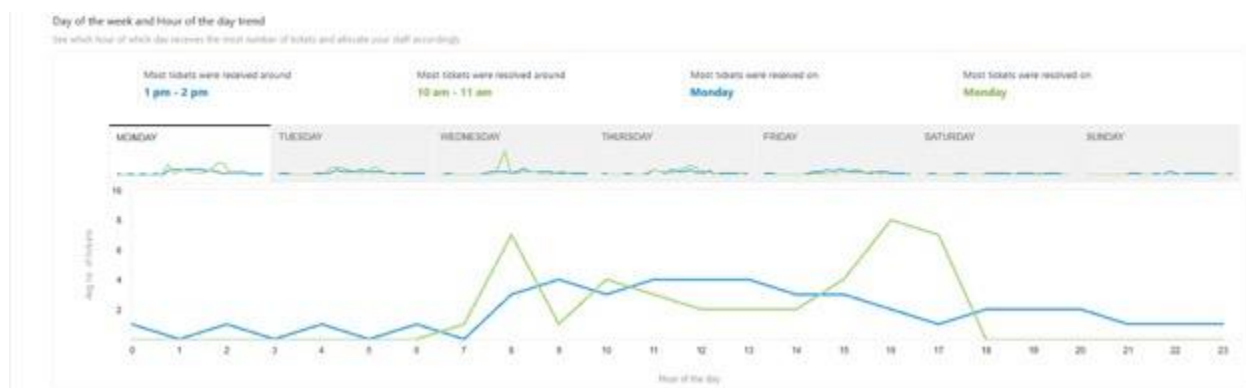 Day of the week and Hour of the day trend
See which hour of which day receives the most number of tickets and allocate your staff accordingly.
Most tickets were received around
1 pm - 2 pm
Most tickets were resolved around
10 am - 11 am
Most tickets were received on
Monday
Most tickets were resolved on
Monday
MONDAY
TUESDAY
WEDNESDAY
THURSDAY
FRIDAY
SATURDAY
SUNDAY
10
8
6
4
2
Avg no. of tickets
0 1 2 3 4 5 6 7 8 9 10 11 12 13 14 15 16 17 18 19 20 21 22 23
Hour of the day